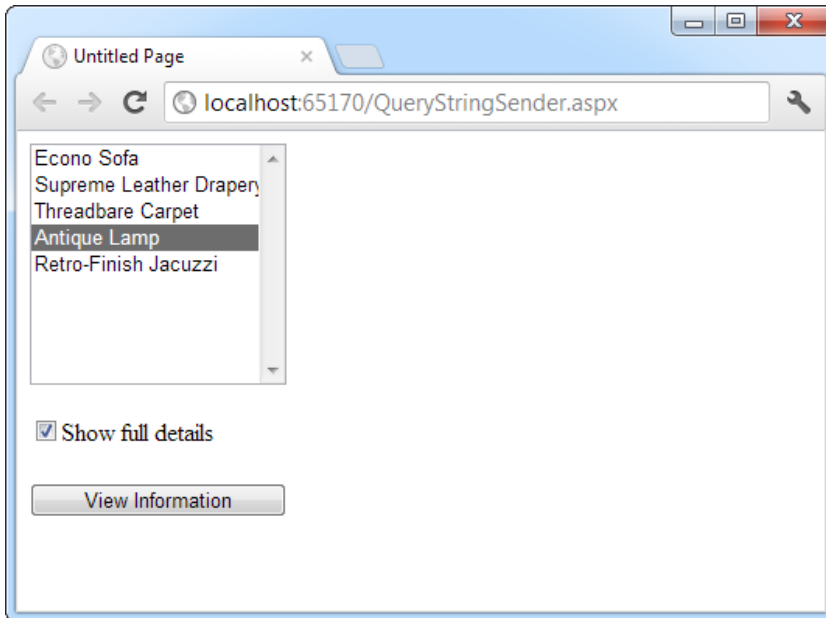 Untitled Page
localhost:65170/QueryStringSender.aspx
Econo Sofa
Supreme Leather Drapery
Threadbare Carpet
Antique Lamp
Retro-Finish Jacuzzi
Show full details
View Information